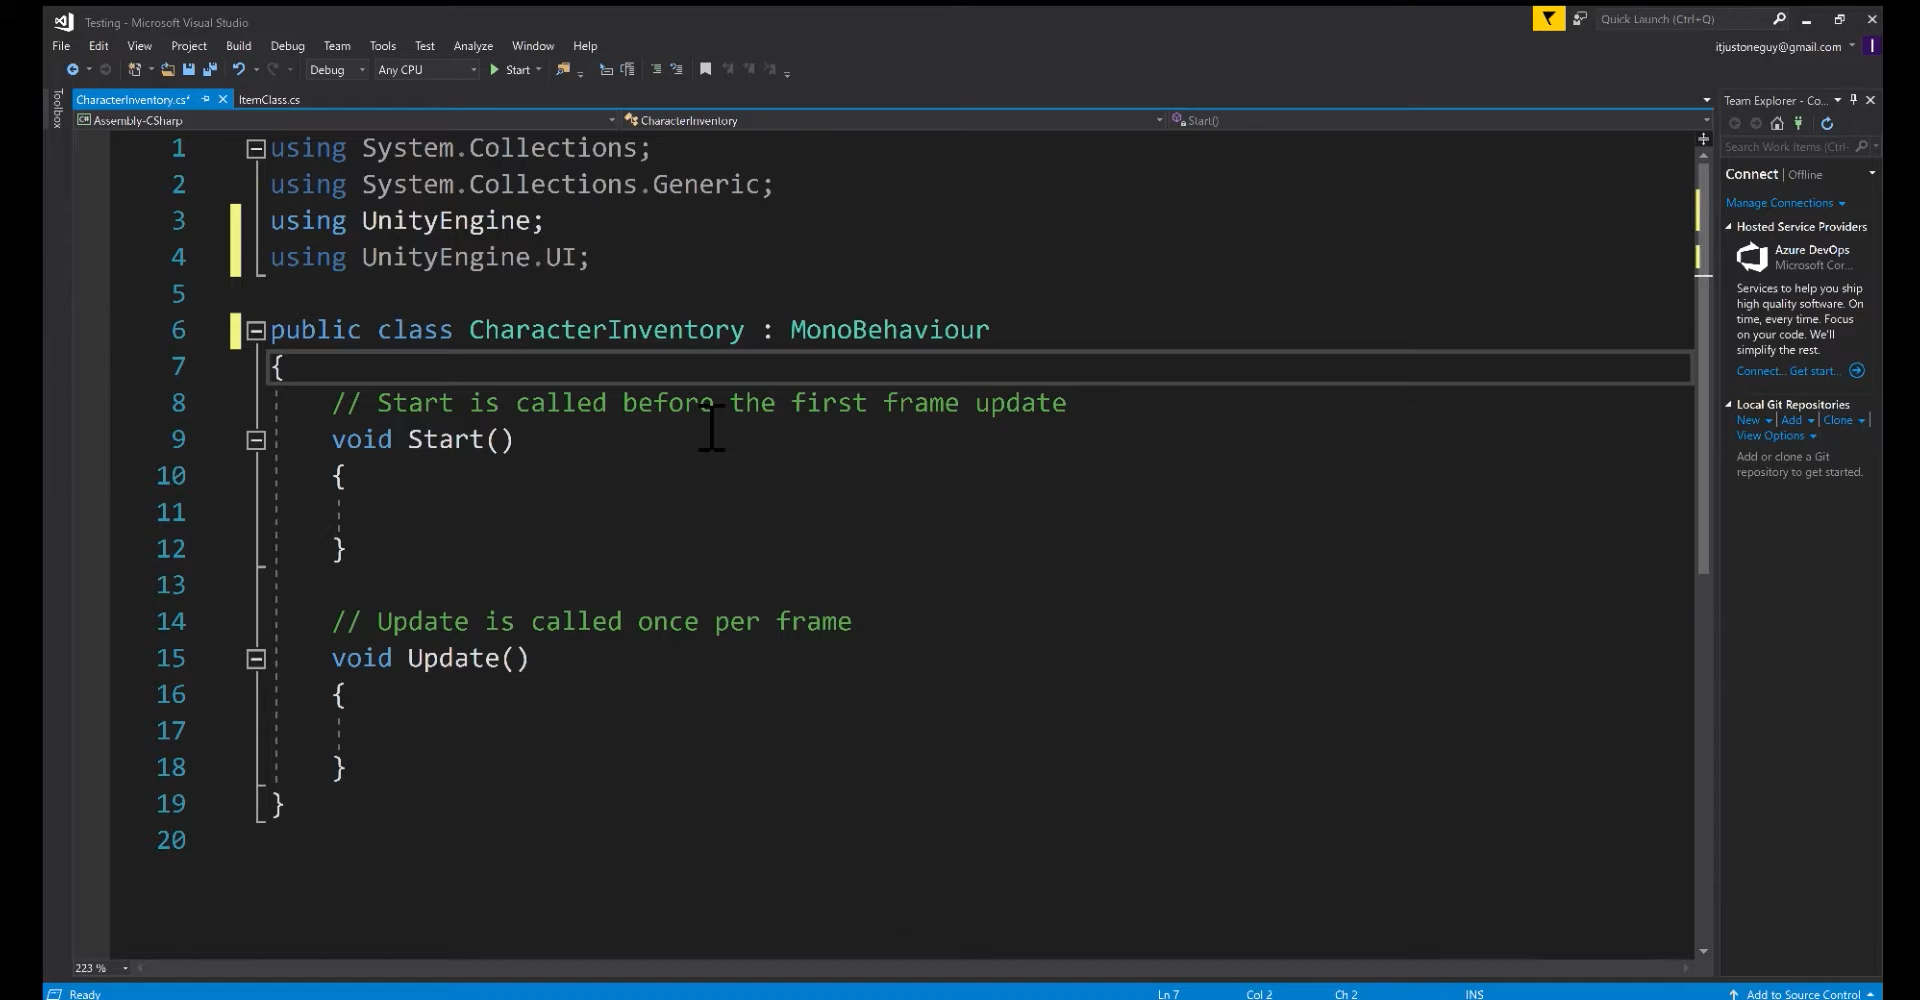 Testing - Microsoft Visual Studio
Quick Launch (Ctrl+Q)
File Edit View Project Build Debug Team Tools Test Analyze Window Help
itjustoneguy@gmail.com
I
Debug Any CPU Start
Toolbox
CharacterInventory.cs* ItemClass.cs
Assembly-CSharp CharacterInventory Start()
1 using System.Collections;
2 using System.Collections.Generic;
3 using UnityEngine;
4 using UnityEngine.UI;
5
6 public class CharacterInventory : MonoBehaviour
7 {
8 // Start is called before the first frame update
9 void Start()
10 {
11
12 }
13
14 // Update is called once per frame
15 void Update()
16 {
17
18 }
19 }
20
Team Explorer - Co...
Search Work Items (Ctrl-
Connect | Offline
Manage Connections
Hosted Service Providers
Azure DevOps
Microsoft Cor...
Services to help you ship
high quality software. On
time, every time. Focus
on your code. We'll
simplify the rest.
Connect... Get start...
Local Git Repositories
New Add Clone |
View Options
Add or clone a Git
repository to get started.
223 %
Ready Ln 7 Col 2 Ch 2 INS Add to Source Control